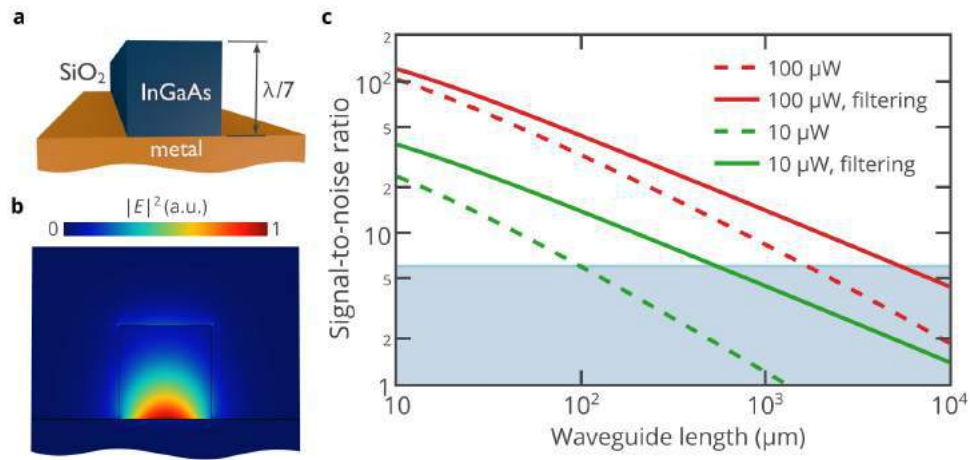 a
SiO₂
InGaAs
λ/7
metal
b
|E|² (a.u.)
0
1
c
Signal-to-noise ratio
2
10²
5
2
10
5
2
1
100 μW
100 μW, filtering
10 μW
10 μW, filtering
10
10²
10³
10⁴
Waveguide length (μm)